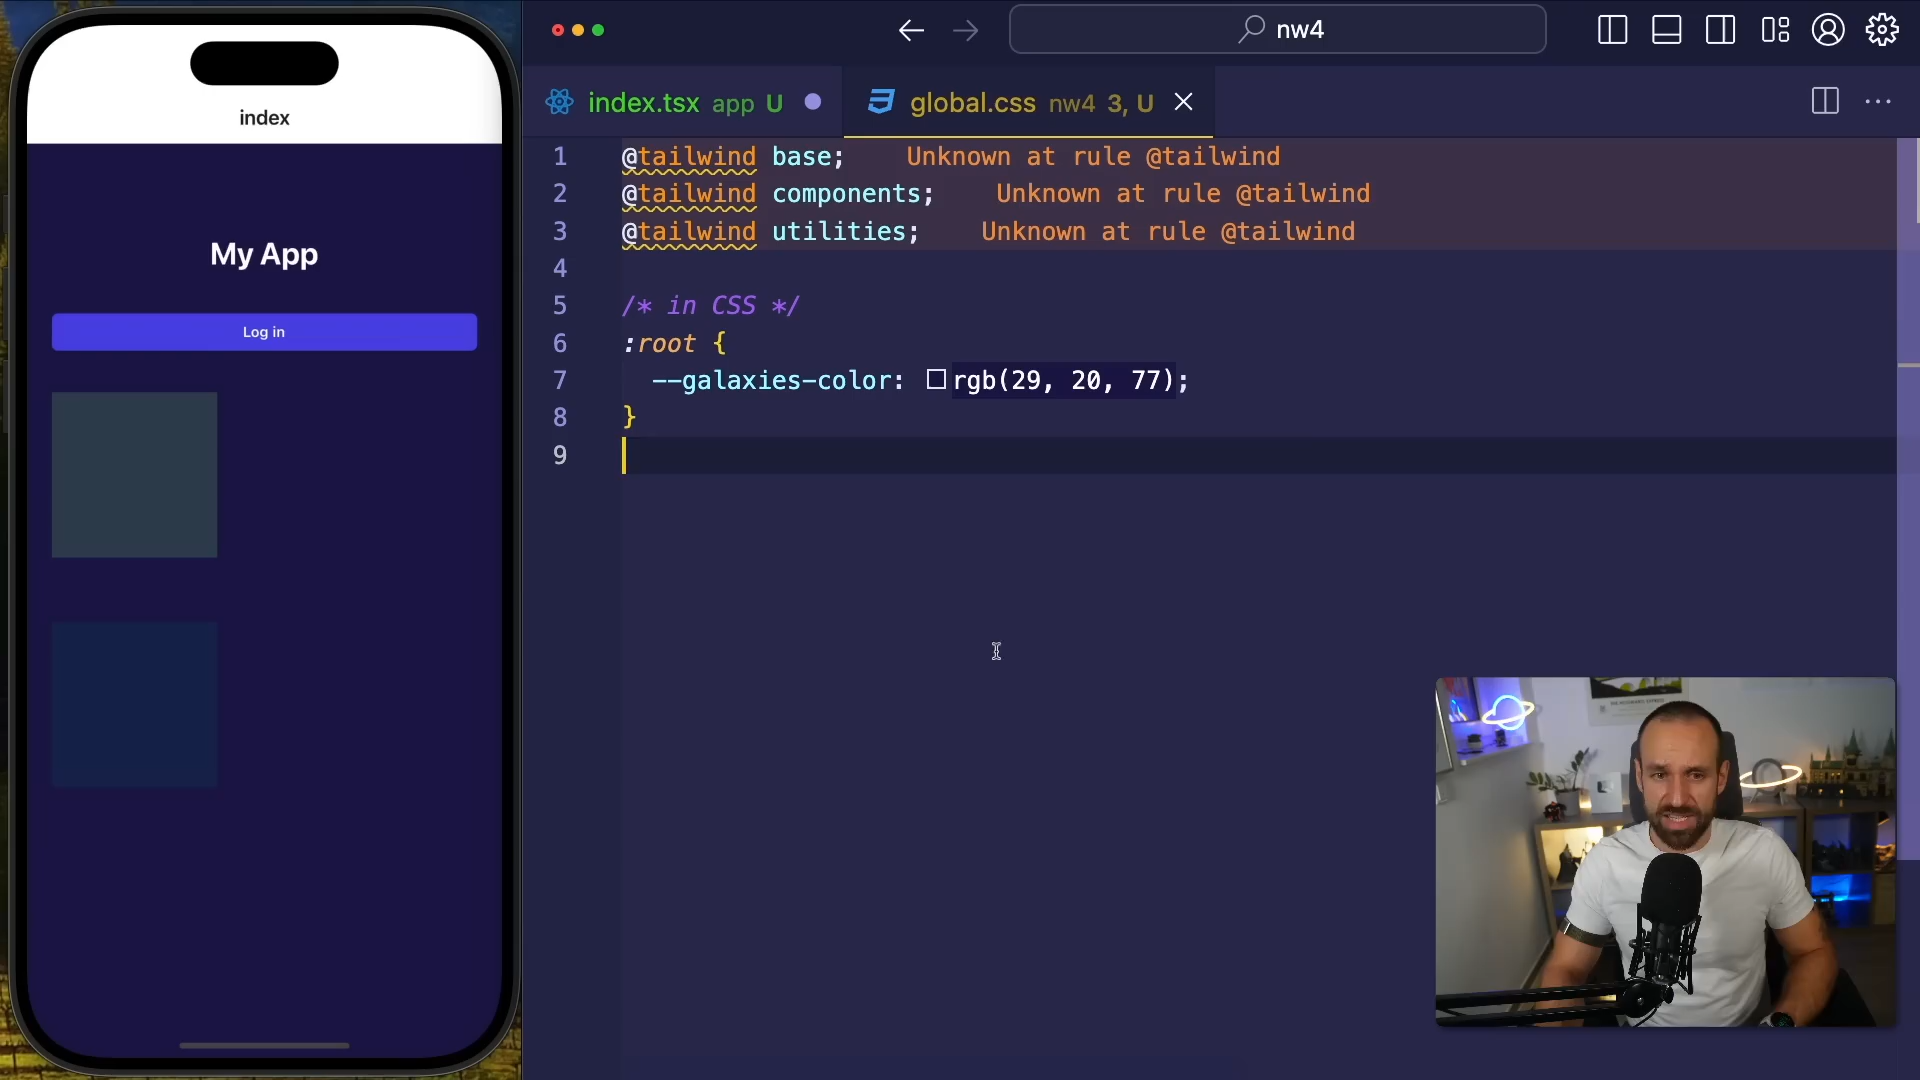 index
My App
Log in
nw4
index.tsx app U
global.css nw4 3, U
1 @tailwind base; Unknown at rule @tailwind
2 @tailwind components; Unknown at rule @tailwind
3 @tailwind utilities; Unknown at rule @tailwind
4
5 /* in CSS */
6 :root {
7 --galaxies-color: rgb(29, 20, 77);
8 }
9